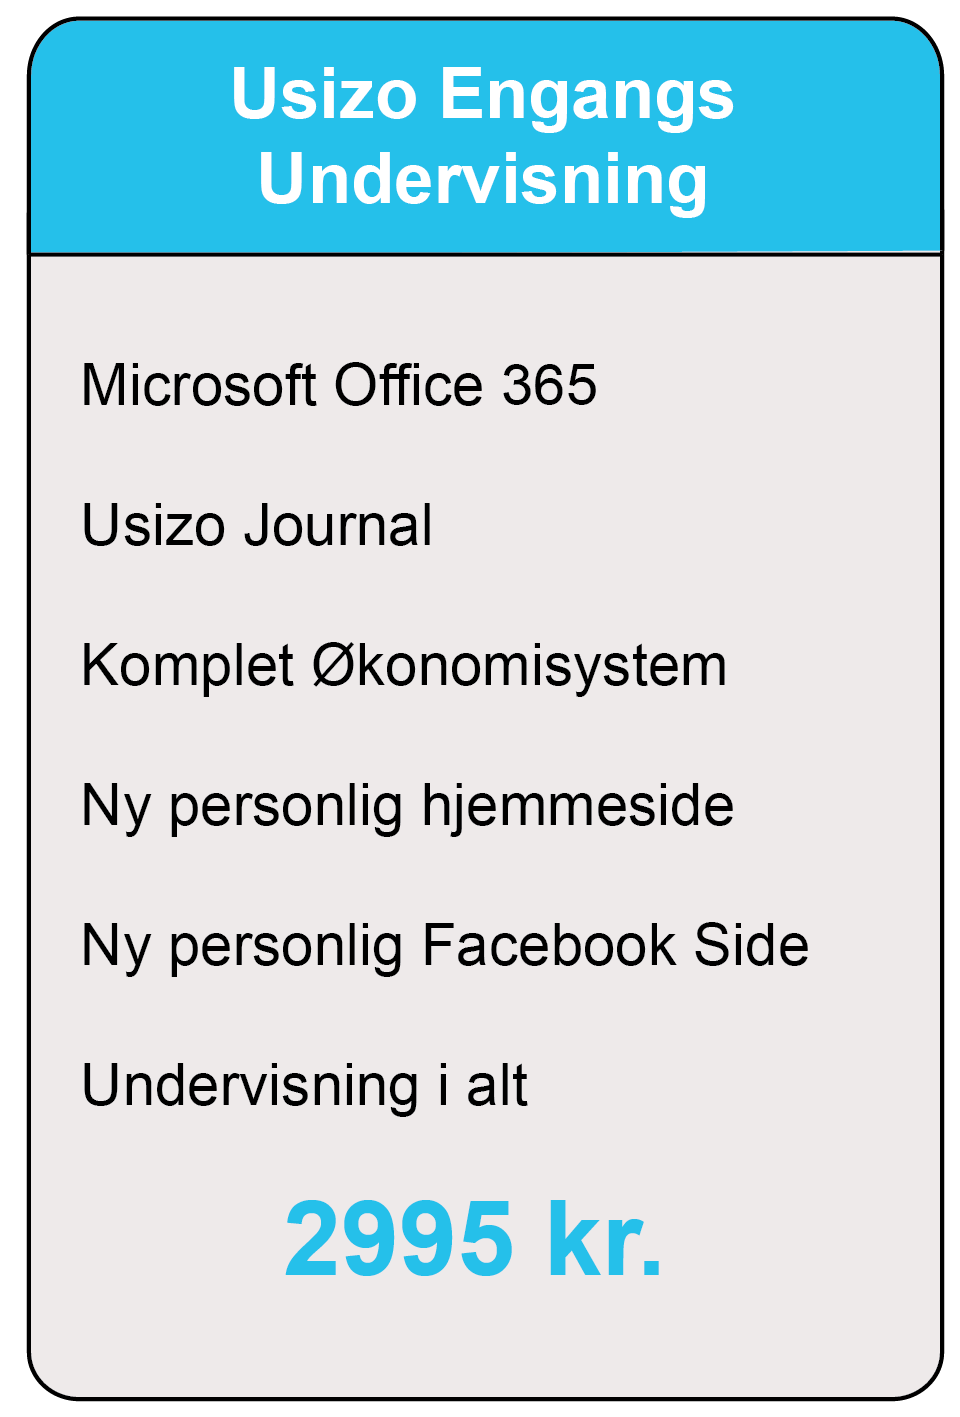 Usizo Engangs
Undervisning
Microsoft Office 365
Usizo Journal
Komplet Økonomisystem
Ny personlig hjemmeside
Ny personlig Facebook Side
Undervisning i alt
2995 kr.